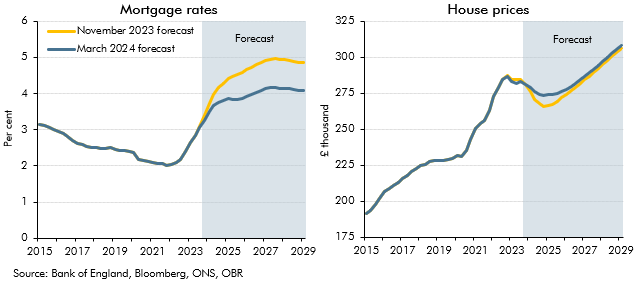 Mortgage rates
6
November 2023 forecast
March 2024 forecast
Forecast
5
4
3
2
1
0
Per cent
2015 2017 2019 2021 2023 2025 2027 2029
House prices
325
Forecast
300
275
250
225
200
175
£ thousand
2015 2017 2019 2021 2023 2025 2027 2029
Source: Bank of England, Bloomberg, ONS, OBR